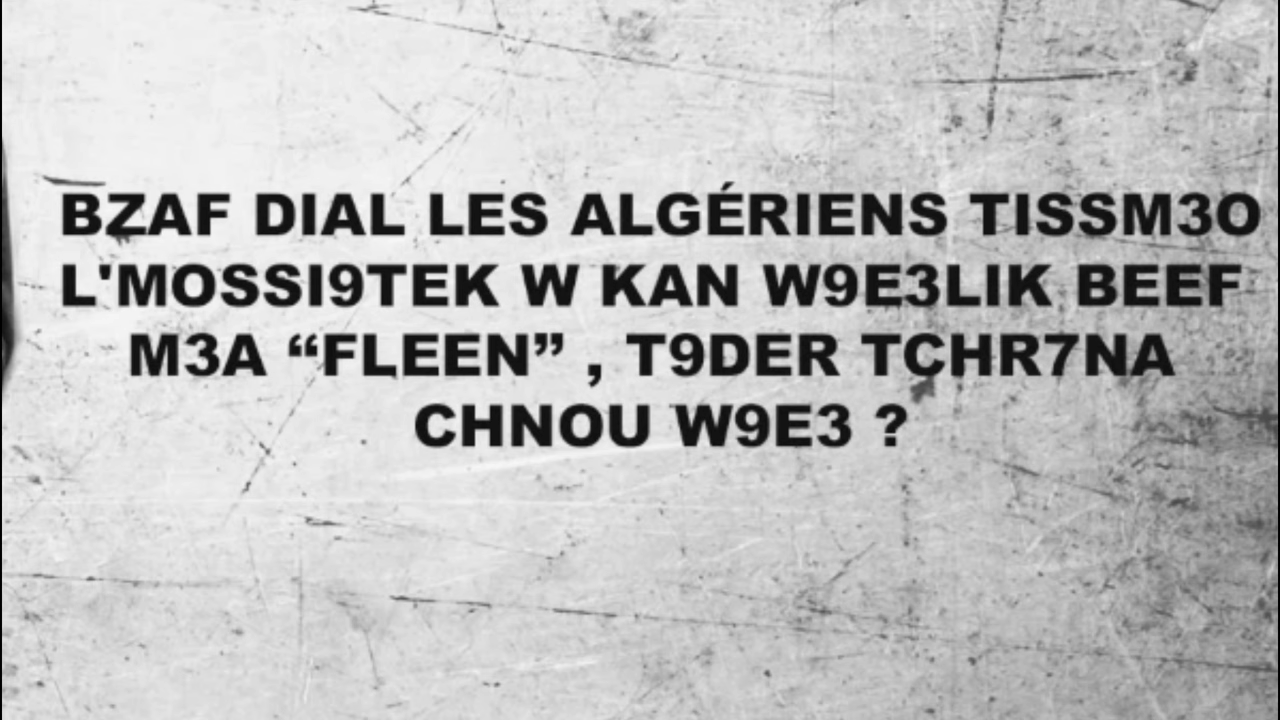 BZAF DIAL LES ALGÉRIENS TISSM3O
L'MOSSI9TEK W KAN W9E3LIK BEEF
M3A “FLEEN” , T9DER TCHR7NA
CHNOU W9E3 ?